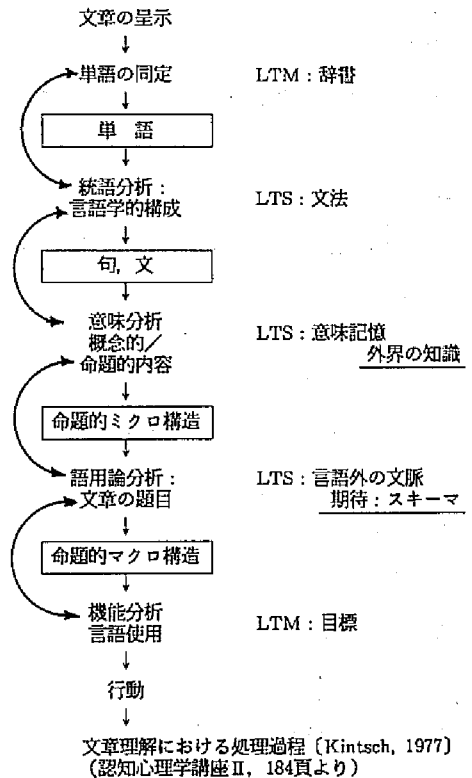 文章の呈示
単語の同定
LTM：辞書
単語
統語分析：
言語学的構成
LTS：文法
句，文
意味分析
概念的／
命題的内容
LTS：意味記憶
外界の知識
命題的ミクロ構造
語用論分析：
文章の題目
LTS：言語外の文脈
期待：スキーマ
命題的マクロ構造
機能分析
言語使用
LTM：目標
行動
文章理解における処理過程〔Kintsch, 1977〕
（認知心理学講座Ⅱ，184頁より）